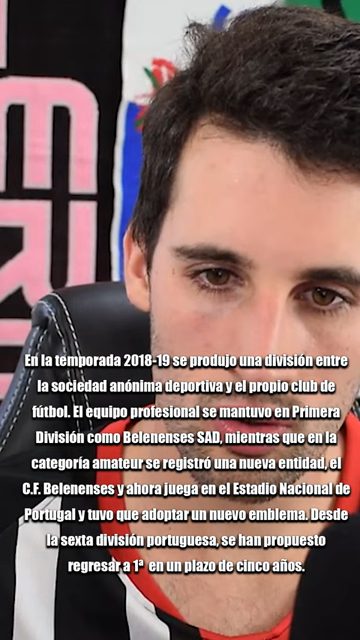 En la temporada 2018-19 se produjo una división entre
la sociedad anónima deportiva y el propio club de
fútbol. El equipo profesional se mantuvo en Primera
División como Belenenses SAD, mientras que en la
categoría amateur se registró una nueva entidad, el
C.F. Belenenses y ahora juega en el Estadio Nacional de
Portugal y tuvo que adoptar un nuevo emblema. Desde
la sexta división portuguesa, se han propuesto
regresar a 1ª en un plazo de cinco años.